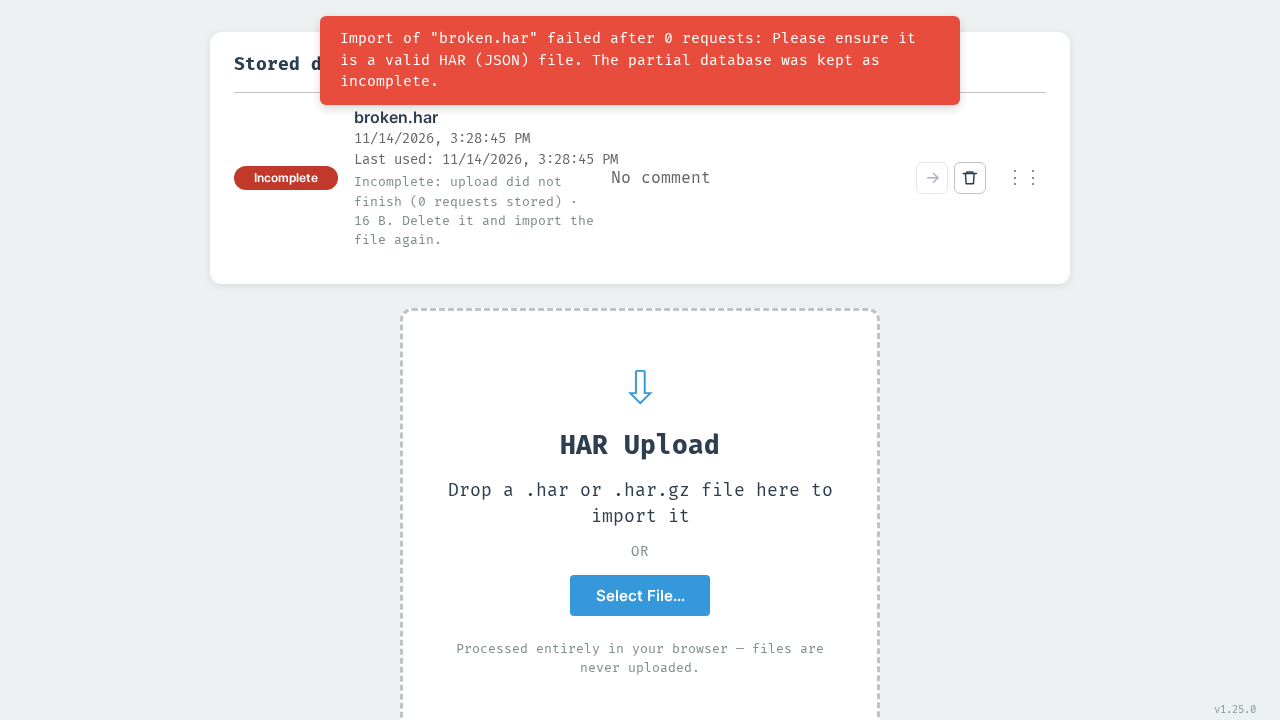 Import of "broken.har" failed after 0 requests: Please ensure it
is a valid HAR (JSON) file. The partial database was kept as
incomplete.
Stored d
broken.har
11/14/2026, 3:28:45 PM
Last used: 11/14/2026, 3:28:45 PM
Incomplete
Incomplete: upload did not
finish (0 requests stored) ·
16 B. Delete it and import the
file again.
No comment
HAR Upload
Drop a .har or .har.gz file here to
import it
OR
Select File…
Processed entirely in your browser — files are
never uploaded.
v1.25.0